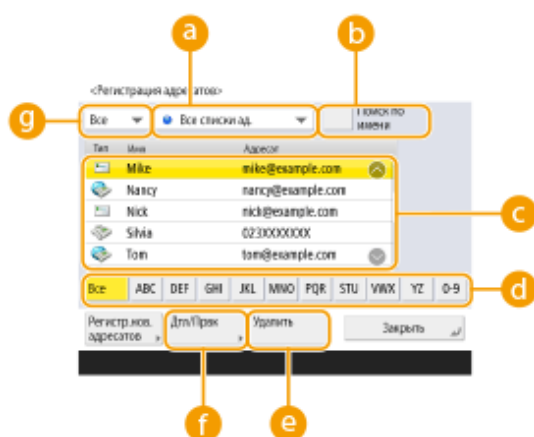 a
b
<Регистрация адресатов>
g
Все
Все списки ад.
Поиск по
имени
Тип Имя Адресат
Mike mike@example.com
Nancy nancy@example.com
Nick nick@example.com
Silvia 023XXXXXXX
Tom tom@example.com
c
Все ABC DEF GHI JKL MNO PQR STU VWX YZ 0-9
d
Регистр.нов.
адресатов
Дтл/Првк
Удалить
Закрыть
f
e